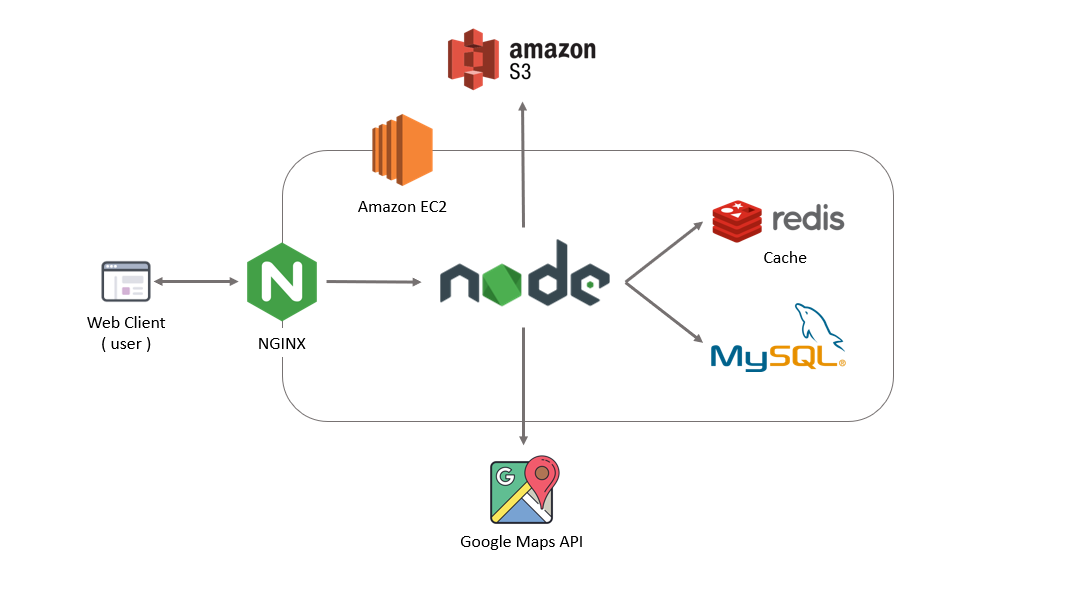 amazon
S3
Amazon EC2
redis
Cache
node
Web Client
( user )
NGINX
MySQL®
Google Maps API